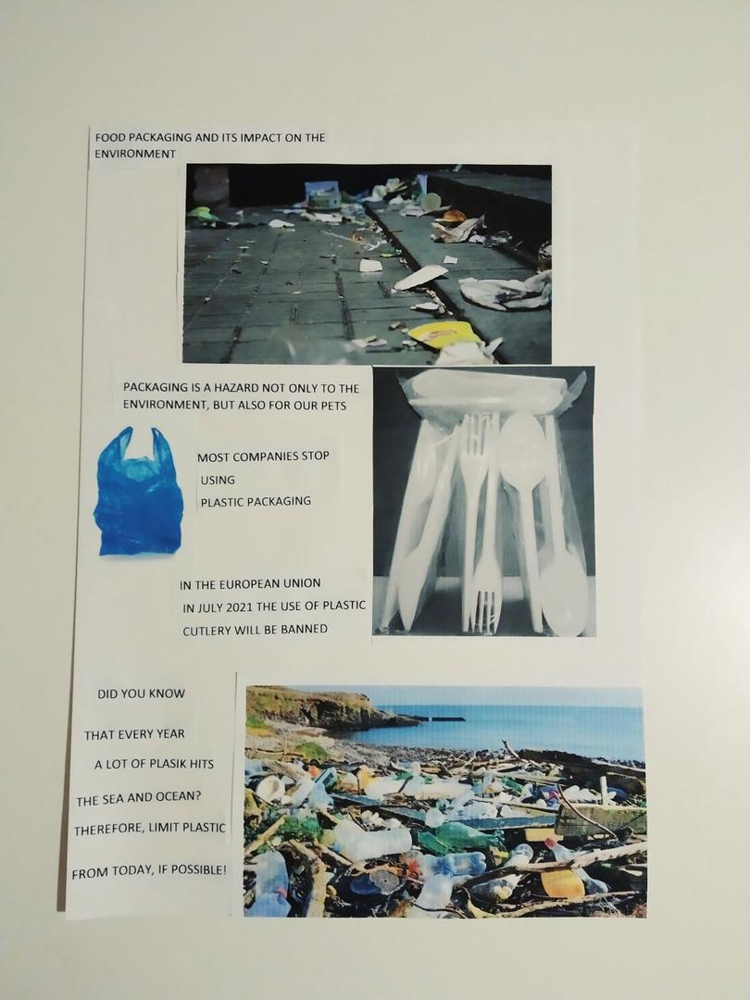 FOOD PACKAGING AND ITS IMPACT ON THE
ENVIRONMENT
PACKAGING IS A HAZARD NOT ONLY TO THE
ENVIRONMENT, BUT ALSO FOR OUR PETS
MOST COMPANIES STOP
USING
PLASTIC PACKAGING
IN THE EUROPEAN UNION
IN JULY 2021 THE USE OF PLASTIC
CUTLERY WILL BE BANNED
DID YOU KNOW
THAT EVERY YEAR
A LOT OF PLASIK HITS
THE SEA AND OCEAN?
THEREFORE, LIMIT PLASTIC
FROM TODAY, IF POSSIBLE!